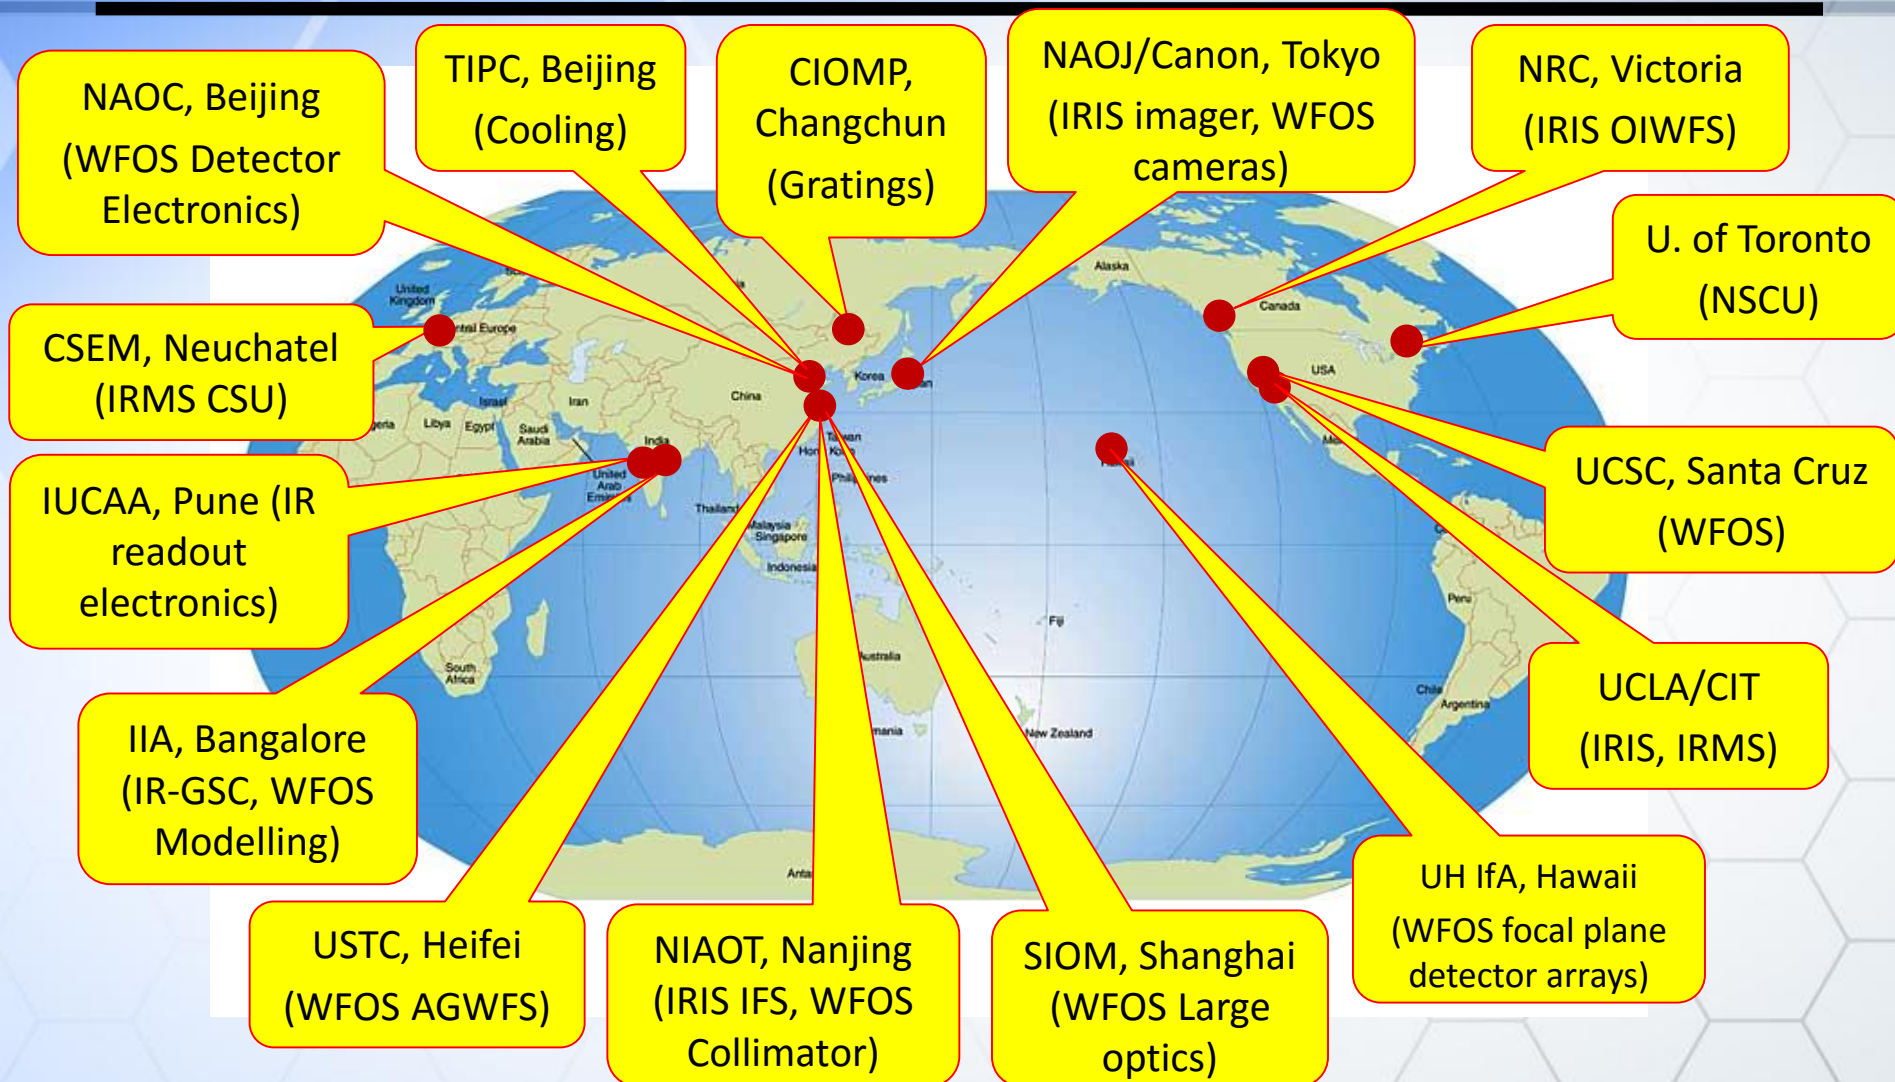 NAOC, Beijing
(WFOS Detector
Electronics)
TIPC, Beijing
(Cooling)
CIOMP,
Changchun
(Gratings)
NAOJ/Canon, Tokyo
(IRIS imager, WFOS
cameras)
NRC, Victoria
(IRIS OIWFS)
U. of Toronto
(NSCU)
CSEM, Neuchatel
(IRMS CSU)
IUCAA, Pune (IR
readout
electronics)
IIA, Bangalore
(IR-GSC, WFOS
Modelling)
USTC, Heifei
(WFOS AGWFS)
NIAOT, Nanjing
(IRIS IFS, WFOS
Collimator)
SIOM, Shanghai
(WFOS Large
optics)
UH IfA, Hawaii
(WFOS focal plane
detector arrays)
UCLA/CIT
(IRIS, IRMS)
UCSC, Santa Cruz
(WFOS)
United
Kingdom
Europe
Israel
Iran
Libya
Egypt
Saudi
Arabia
United
Arab
India
China
Korea
Thailand
Malaysia
Singapore
Indonesia
Australia
Fiji
New Zealand
South
Africa
Alaska
Canada
USA
Peru
Chile
Argentina